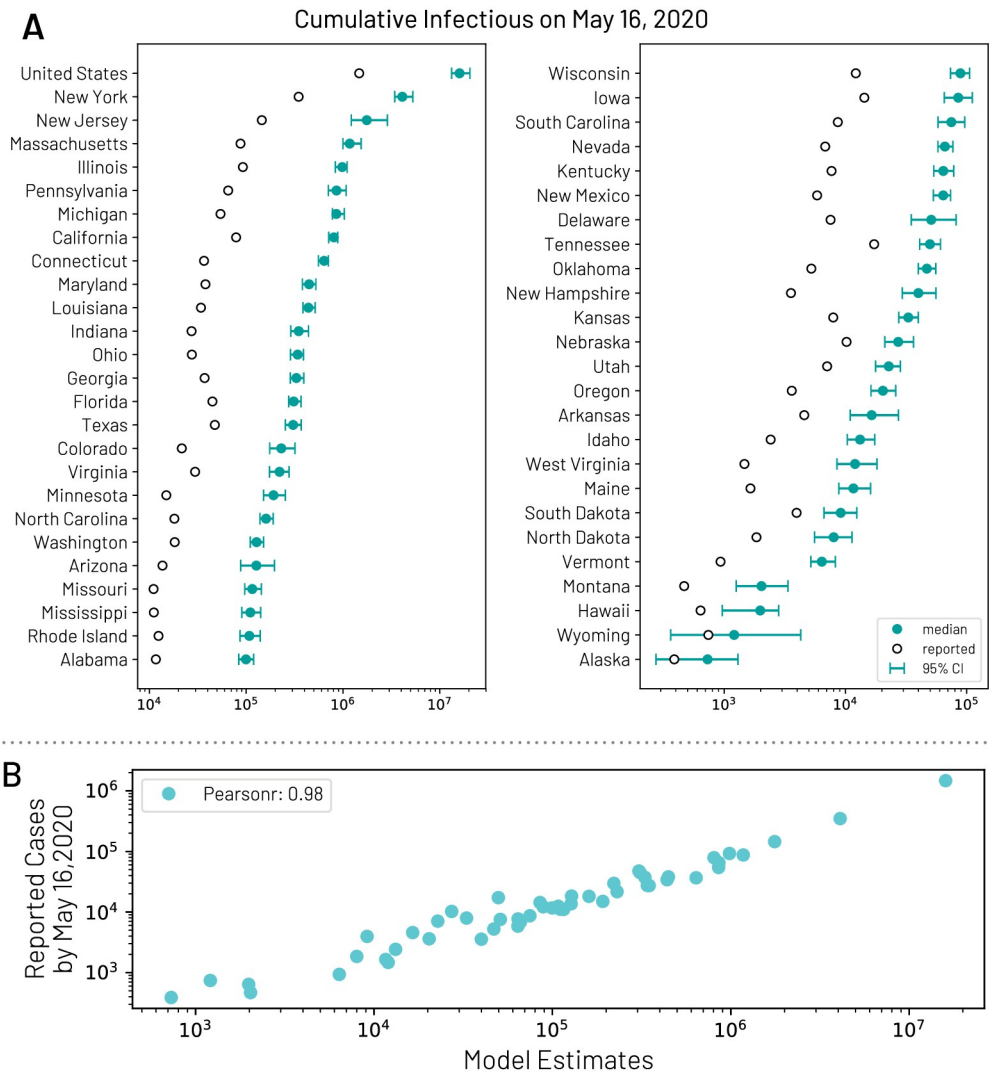 A
Cumulative Infectious on May 16, 2020
United States
New York
New Jersey
Massachusetts
Illinois
Pennsylvania
Michigan
California
Connecticut
Maryland
Louisiana
Indiana
Ohio
Georgia
Florida
Texas
Colorado
Virginia
Minnesota
North Carolina
Washington
Arizona
Missouri
Mississippi
Rhode Island
Alabama
10⁴ 10⁵ 10⁶ 10⁷
Wisconsin
Iowa
South Carolina
Nevada
Kentucky
New Mexico
Delaware
Tennessee
Oklahoma
New Hampshire
Kansas
Nebraska
Utah
Oregon
Arkansas
Idaho
West Virginia
Maine
South Dakota
North Dakota
Vermont
Montana
Hawaii
Wyoming
Alaska
median
reported
95% CI
10³ 10⁴ 10⁵
B
Pearsonr: 0.98
Reported Cases
by May 16,2020
10⁶
10⁵
10⁴
10³
10³ 10⁴ 10⁵ 10⁶ 10⁷
Model Estimates